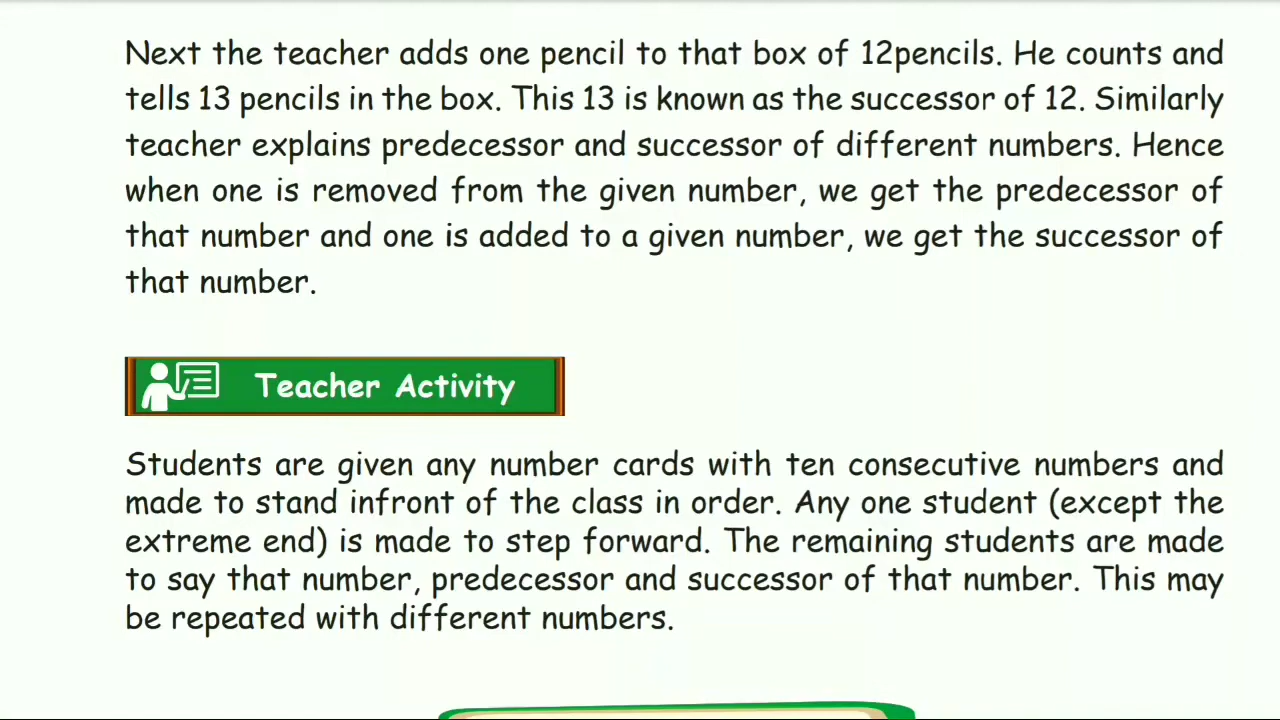 Next the teacher adds one pencil to that box of 12pencils. He counts and
tells 13 pencils in the box. This 13 is known as the successor of 12. Similarly
teacher explains predecessor and successor of different numbers. Hence
when one is removed from the given number, we get the predecessor of
that number and one is added to a given number, we get the successor of
that number.
Teacher Activity
Students are given any number cards with ten consecutive numbers and
made to stand infront of the class in order. Any one student (except the
extreme end) is made to step forward. The remaining students are made
to say that number, predecessor and successor of that number. This may
be repeated with different numbers.